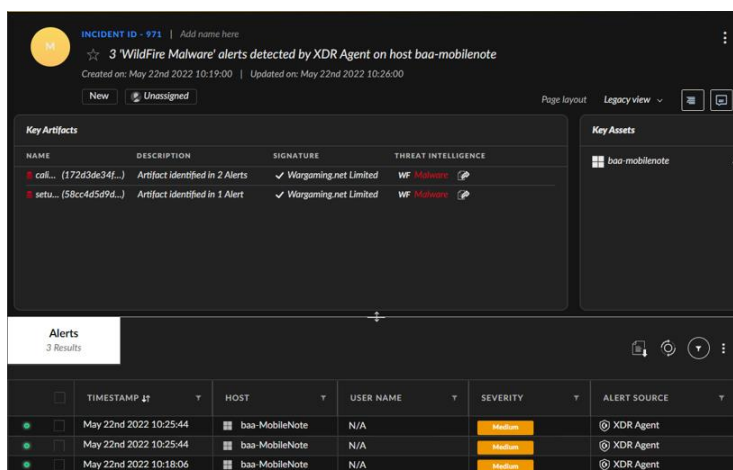 M
INCIDENT ID - 971 | Add name here
3 'WildFire Malware' alerts detected by XDR Agent on host baa-mobilenote
Created on: May 22nd 2022 10:19:00 | Updated on: May 22nd 2022 10:26:00
New Unassigned
Page layout Legacy view
Key Artifacts
NAME DESCRIPTION SIGNATURE THREAT INTELLIGENCE
cali... (172d3de34f...) Artifact identified in 2 Alerts Wargaming.net Limited WF Malware
setu... (58cc4d5d9d...) Artifact identified in 1 Alert Wargaming.net Limited WF Malware
Key Assets
baa-mobilenote
Alerts
3 Results
TIMESTAMP HOST USER NAME SEVERITY ALERT SOURCE
May 22nd 2022 10:25:44 baa-MobileNote N/A Medium XDR Agent
May 22nd 2022 10:25:44 baa-MobileNote N/A Medium XDR Agent
May 22nd 2022 10:18:06 baa-MobileNote N/A Medium XDR Agent